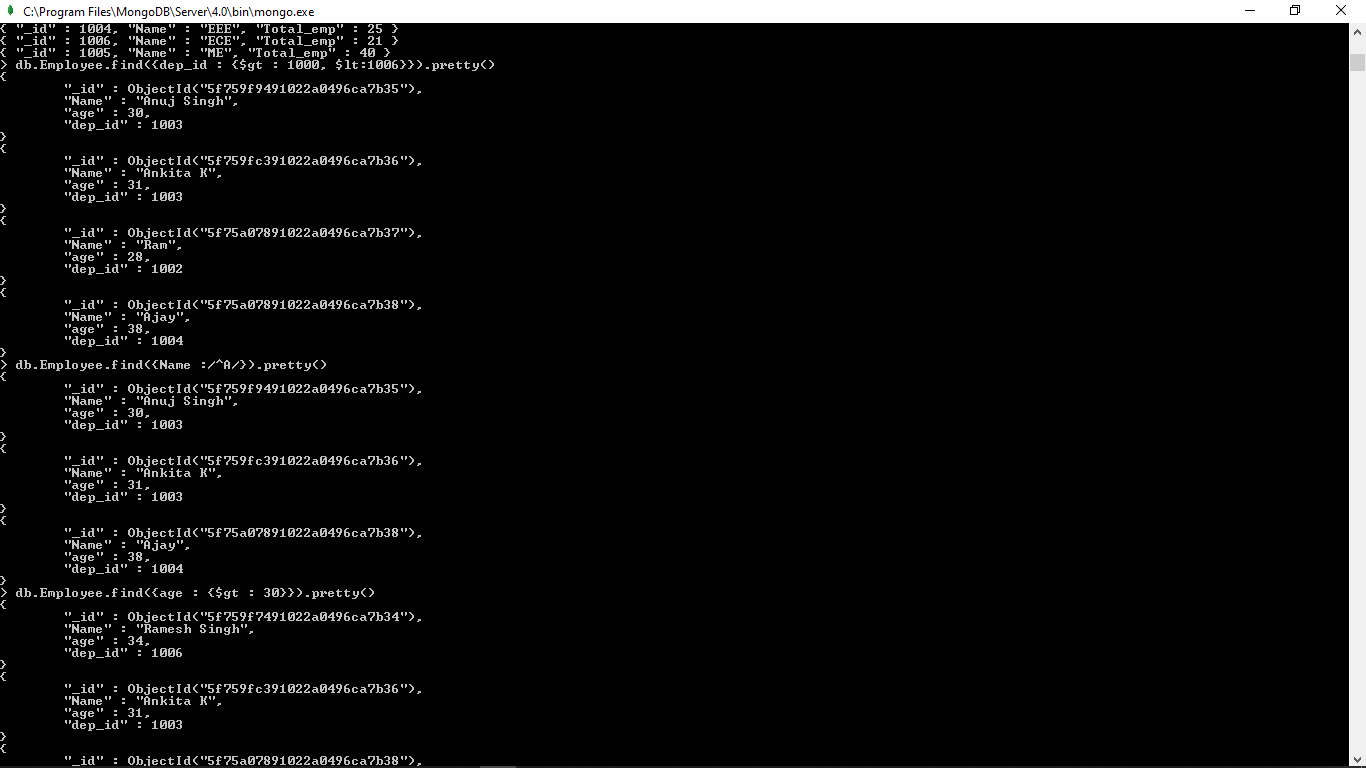 C:\Program Files\MongoDB\Server\4.0\bin\mongo.exe
{ "_id" : 1004, "Name" : "EEE", "Total_emp" : 25 }
{ "_id" : 1006, "Name" : "ECE", "Total_emp" : 21 }
{ "_id" : 1005, "Name" : "ME", "Total_emp" : 40 }
> db.Employee.find({dep_id : {$gt : 1000, $lt:1006}}).pretty()
{
"_id" : ObjectId("5f759f9491022a0496ca7b35"),
"Name" : "Anuj Singh",
"age" : 30,
"dep_id" : 1003
}
{
"_id" : ObjectId("5f759fc391022a0496ca7b36"),
"Name" : "Ankita K",
"age" : 31,
"dep_id" : 1003
}
{
"_id" : ObjectId("5f75a07891022a0496ca7b37"),
"Name" : "Ram",
"age" : 28,
"dep_id" : 1002
}
{
"_id" : ObjectId("5f75a07891022a0496ca7b38"),
"Name" : "Ajay",
"age" : 38,
"dep_id" : 1004
}
> db.Employee.find({Name :/^A/}).pretty()
{
"_id" : ObjectId("5f759f9491022a0496ca7b35"),
"Name" : "Anuj Singh",
"age" : 30,
"dep_id" : 1003
}
{
"_id" : ObjectId("5f759fc391022a0496ca7b36"),
"Name" : "Ankita K",
"age" : 31,
"dep_id" : 1003
}
{
"_id" : ObjectId("5f75a07891022a0496ca7b38"),
"Name" : "Ajay",
"age" : 38,
"dep_id" : 1004
}
> db.Employee.find({age : {$gt : 30}}).pretty()
{
"_id" : ObjectId("5f759f7491022a0496ca7b34"),
"Name" : "Ramesh Singh",
"age" : 34,
"dep_id" : 1006
}
{
"_id" : ObjectId("5f759fc391022a0496ca7b36"),
"Name" : "Ankita K",
"age" : 31,
"dep_id" : 1003
}
{
"_id" : ObjectId("5f75a07891022a0496ca7b38"),